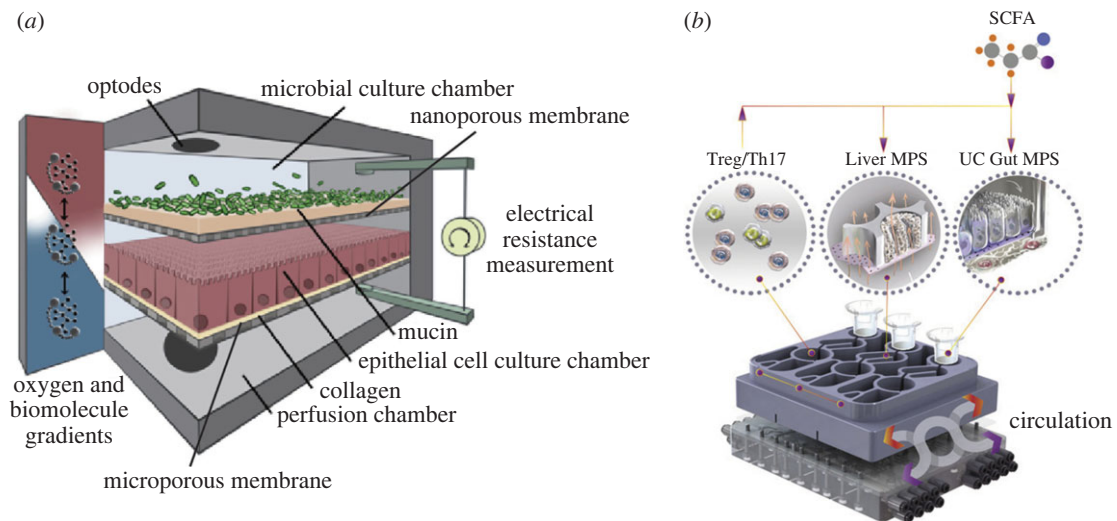 (a)
optodes
microbial culture chamber
nanoporous membrane
electrical
resistance
measurement
mucin
epithelial cell culture chamber
collagen
perfusion chamber
microporous membrane
oxygen and
biomolecule
gradients
(b)
SCFA
Treg/Th17
Liver MPS
UC Gut MPS
circulation